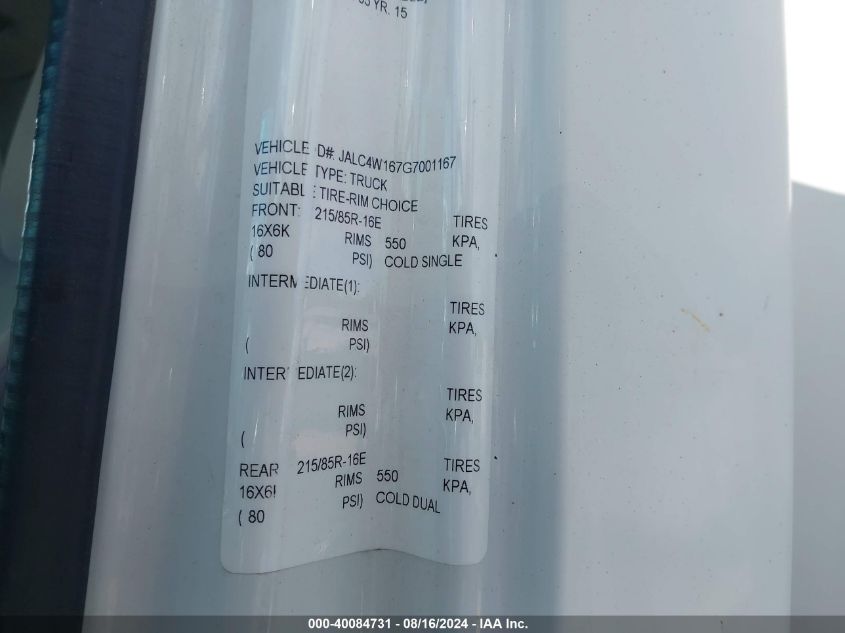 YR. 15
VEHICLE ID#: JALC4W167G7001167
VEHICLE TYPE: TRUCK
SUITABLE TIRE-RIM CHOICE
FRONT: 215/85R-16E TIRES
16X6K RIMS 550 KPA,
( 80 PSI) COLD SINGLE
INTERMEDIATE(1):
TIRES
RIMS KPA,
( PSI)
INTERMEDIATE(2):
TIRES
RIMS KPA,
( PSI)
REAR 215/85R-16E TIRES
16X6 RIMS 550 KPA,
( 80 PSI) COLD DUAL
000-40084731 - 08/16/2024 - IAA Inc.